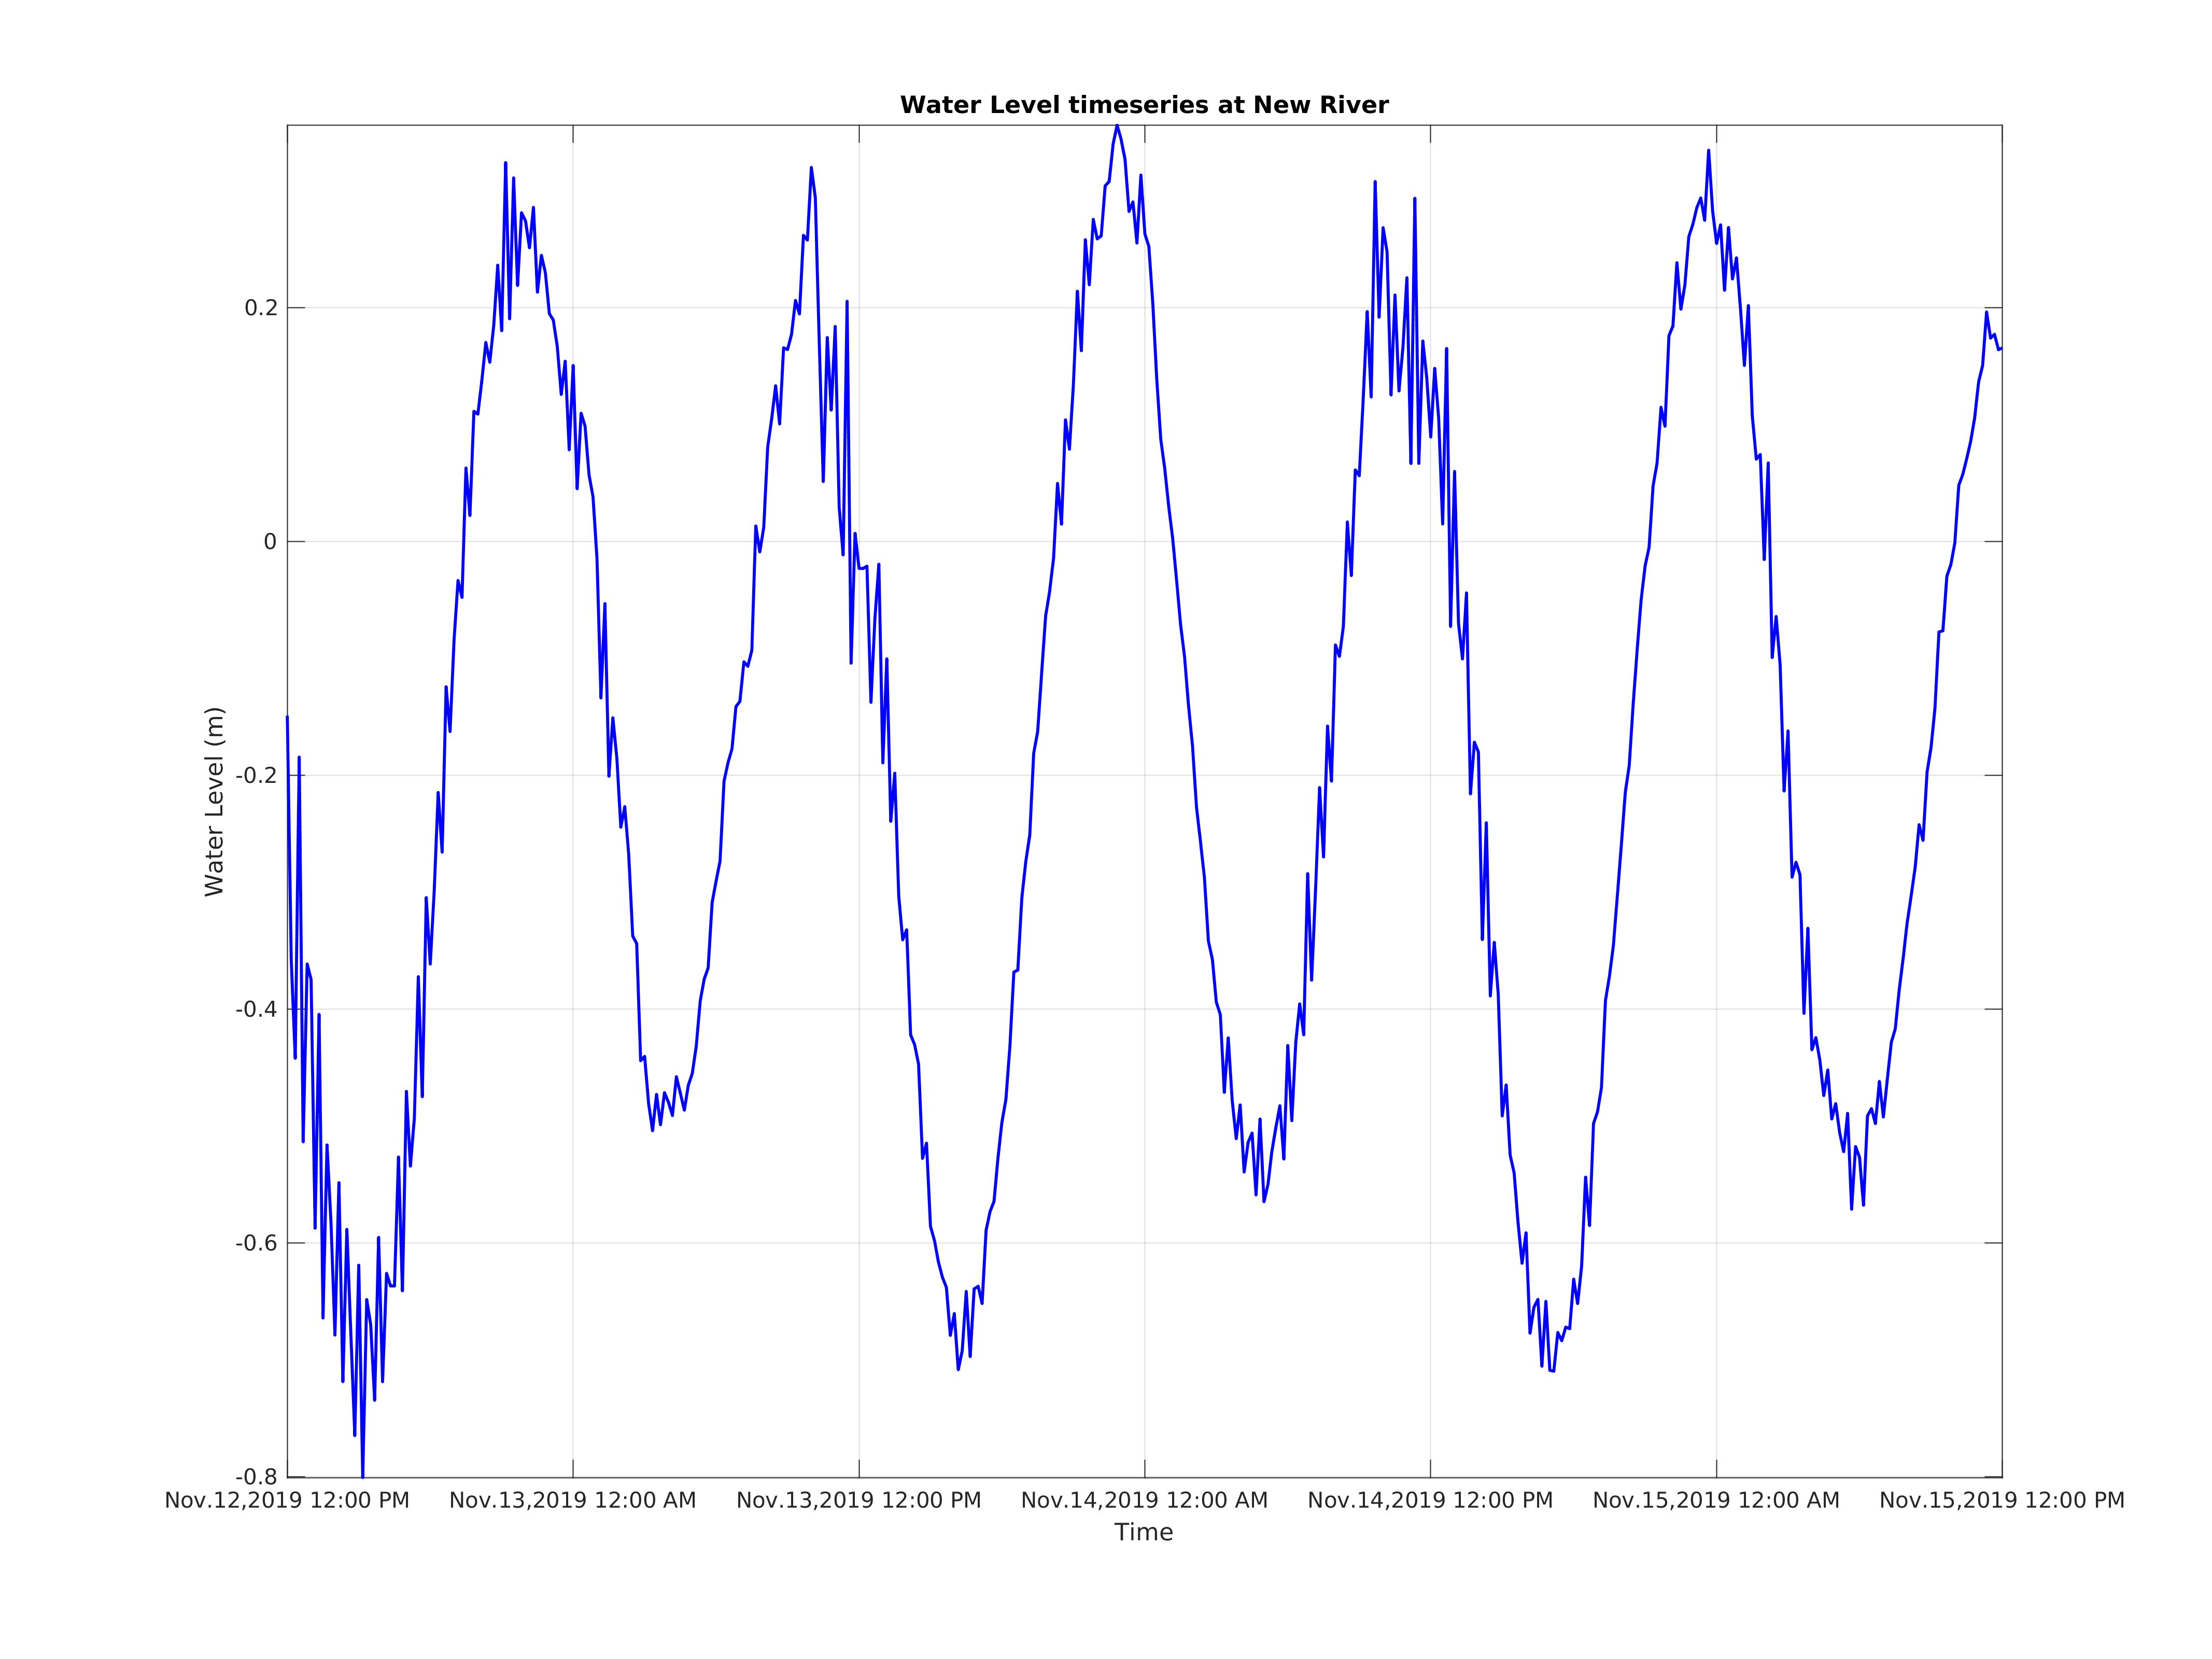 Water Level timeseries at New River
Water Level (m)
0.2
0
-0.2
-0.4
-0.6
-0.8
Nov.12,2019 12:00 PM Nov.13,2019 12:00 AM Nov.13,2019 12:00 PM Nov.14,2019 12:00 AM Nov.14,2019 12:00 PM Nov.15,2019 12:00 AM Nov.15,2019 12:00 PM
Time